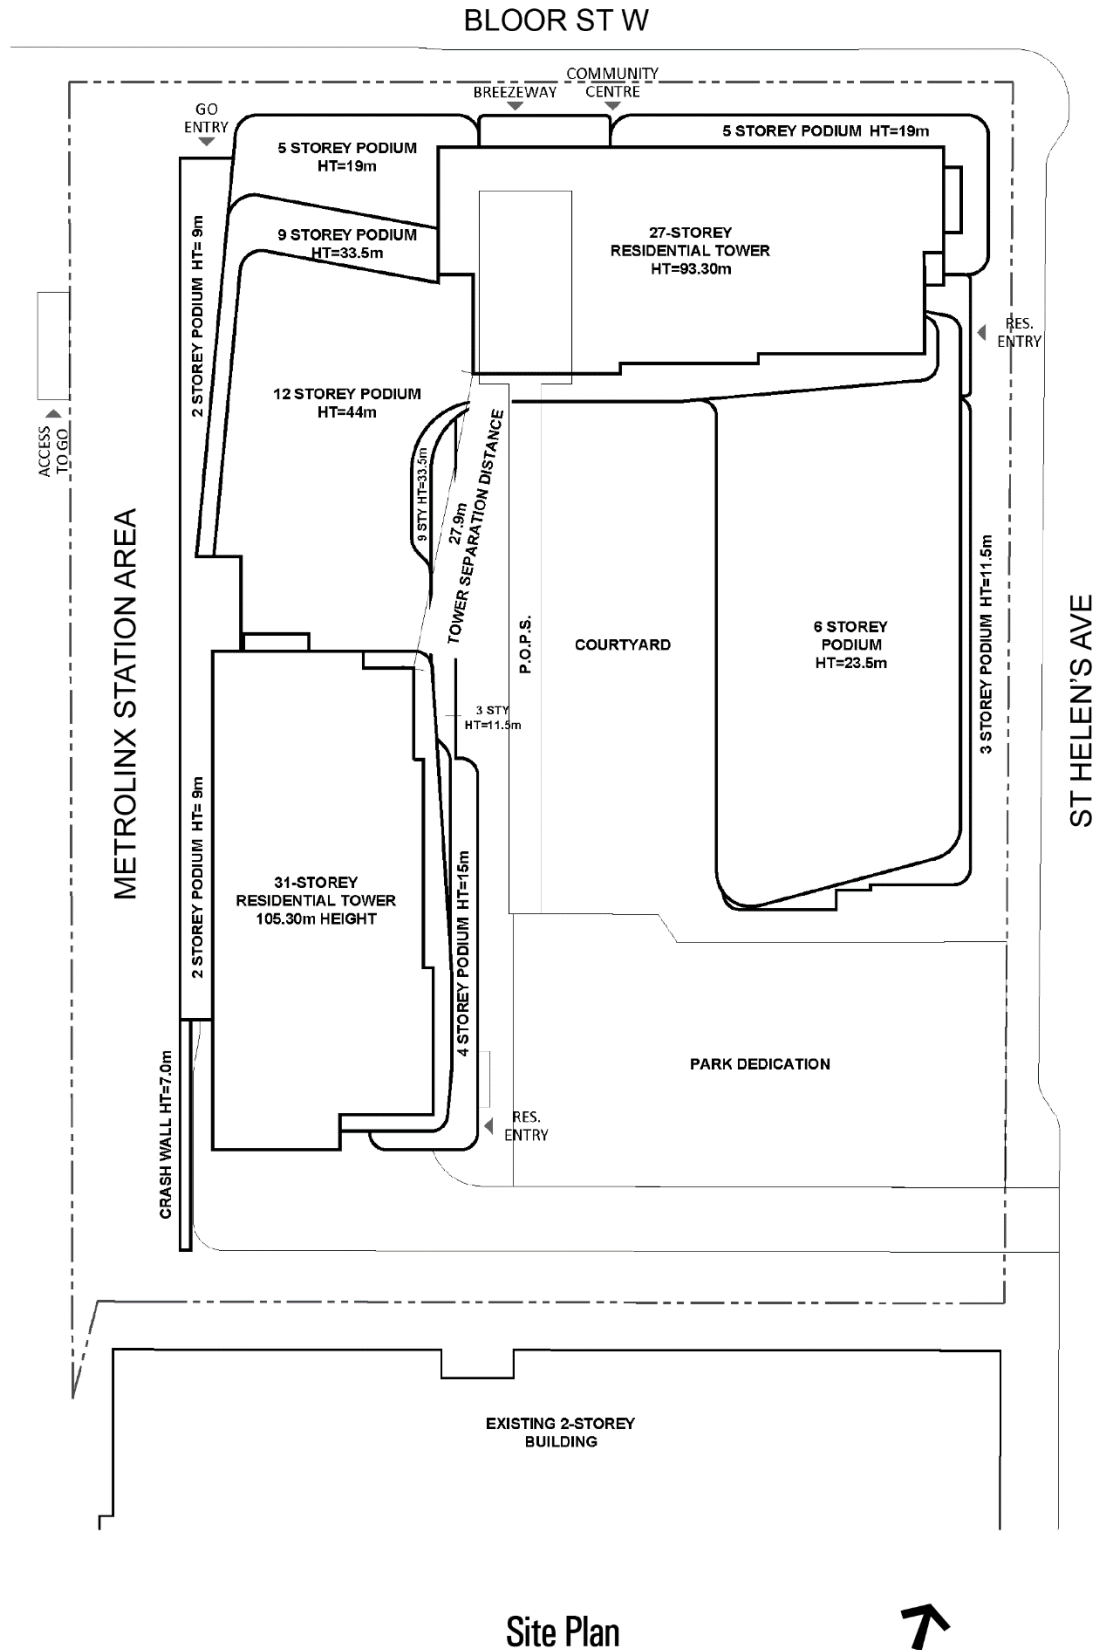 BLOOR ST W
COMMUNITY
CENTRE
BREEZEWAY
GO
ENTRY
5 STOREY PODIUM HT=19m
5 STOREY PODIUM
HT=19m
9 STOREY PODIUM
HT=33.5m
27-STOREY
RESIDENTIAL TOWER
HT=93.30m
2 STOREY PODIUM HT= 9m
RES.
ENTRY
12 STOREY PODIUM
HT=44m
ACCESS
TO GO
9 STY HT=33.5m
27.9m
TOWER SEPARATION DISTANCE
METROLINX STATION AREA
P.O.P.S.
COURTYARD
6 STOREY
PODIUM
HT=23.5m
3 STOREY PODIUM HT=11.5m
ST HELEN'S AVE
3 STY
HT=11.5m
2 STOREY PODIUM HT= 9m
31-STOREY
RESIDENTIAL TOWER
105.30m HEIGHT
4 STOREY PODIUM HT=15m
PARK DEDICATION
CRASH WALL HT=7.0m
RES.
ENTRY
EXISTING 2-STOREY
BUILDING
Site Plan